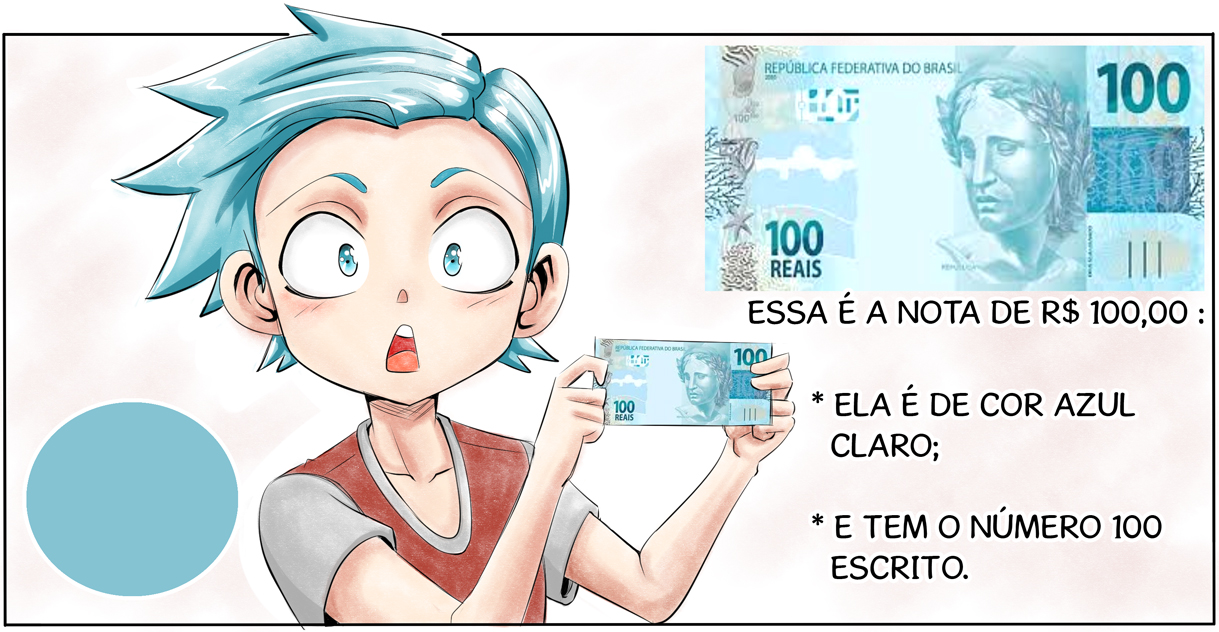 REPÚBLICA FEDERATIVA DO BRASIL
100
100
REAIS
ESSA É A NOTA DE R$ 100,00 :
REPÚBLICA FEDERATIVA DO BRASIL
100
100
REAIS
* ELA É DE COR AZUL
CLARO;
* E TEM O NÚMERO 100
ESCRITO.